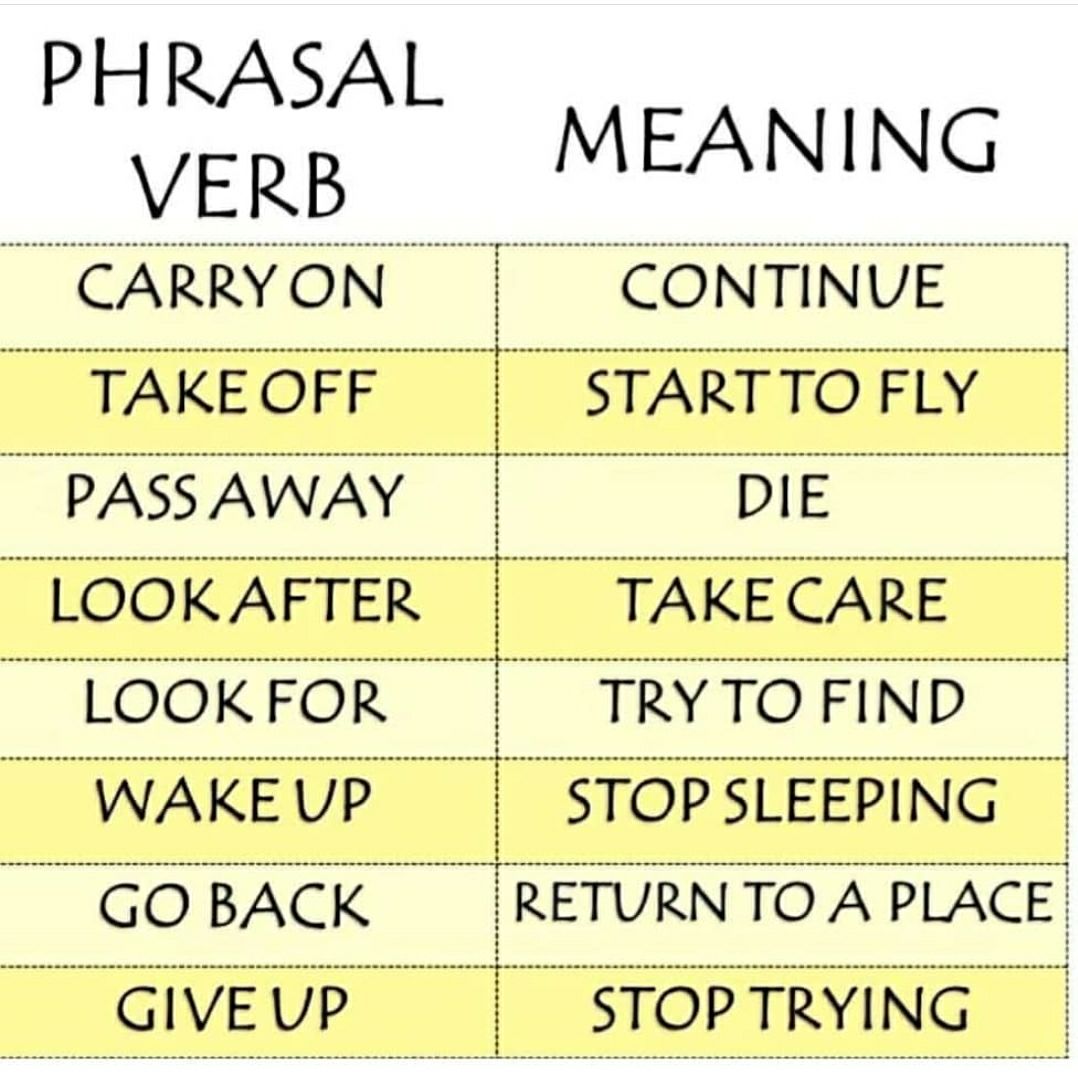 PHRASAL
VERB
MEANING
CARRY ON
CONTINUE
TAKE OFF
START TO FLY
PASS AWAY
DIE
LOOK AFTER
TAKE CARE
LOOK FOR
TRY TO FIND
WAKE UP
STOP SLEEPING
GO BACK
RETURN TO A PLACE
GIVE UP
STOP TRYING